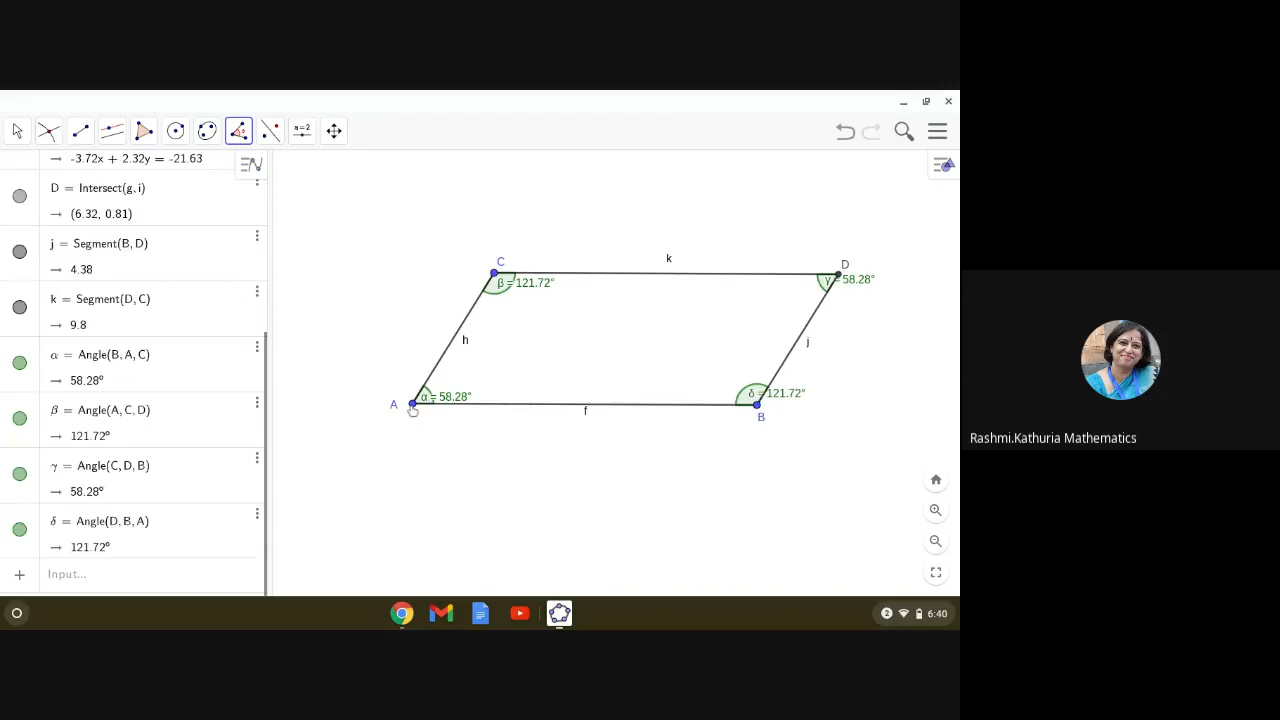 a=2
→ -3.72x + 2.32y = -21.63
D = Intersect(g, i)
→ (6.32, 0.81)
j = Segment(B, D)
→ 4.38
k = Segment(D, C)
→ 9.8
α = Angle(B, A, C)
→ 58.28°
β = Angle(A, C, D)
→ 121.72°
γ = Angle(C, D, B)
→ 58.28°
δ = Angle(D, B, A)
→ 121.72°
+ Input...
k
C
D
β = 121.72°
γ = 58.28°
h
j
A
α = 58.28°
δ = 121.72°
f
B
Rashmi.Kathuria Mathematics
2
6:40